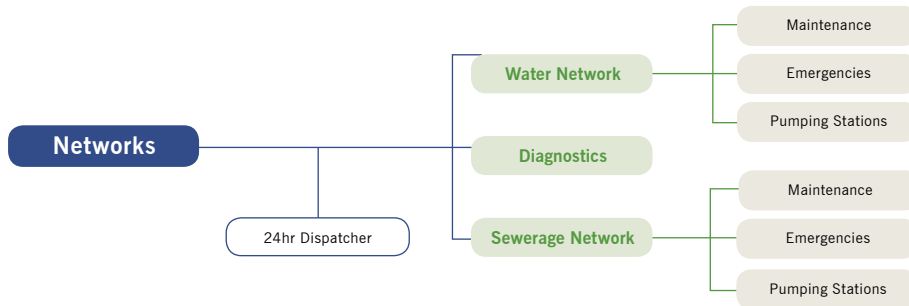 Networks
24hr Dispatcher
Water Network
Diagnostics
Sewerage Network
Maintenance
Emergencies
Pumping Stations
Maintenance
Emergencies
Pumping Stations